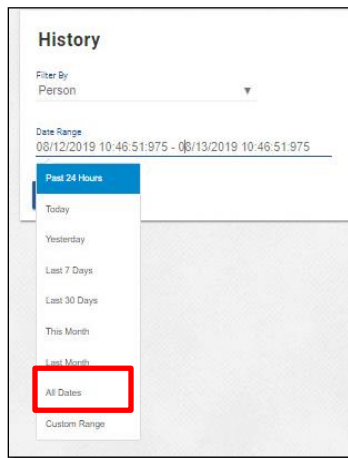 History
Filter By
Person
Date Range
08/12/2019 10:46:51:975 - 08/13/2019 10:46:51:975
Past 24 Hours
Today
Yesterday
Last 7 Days
Last 30 Days
This Month
Last Month
All Dates
Custom Range